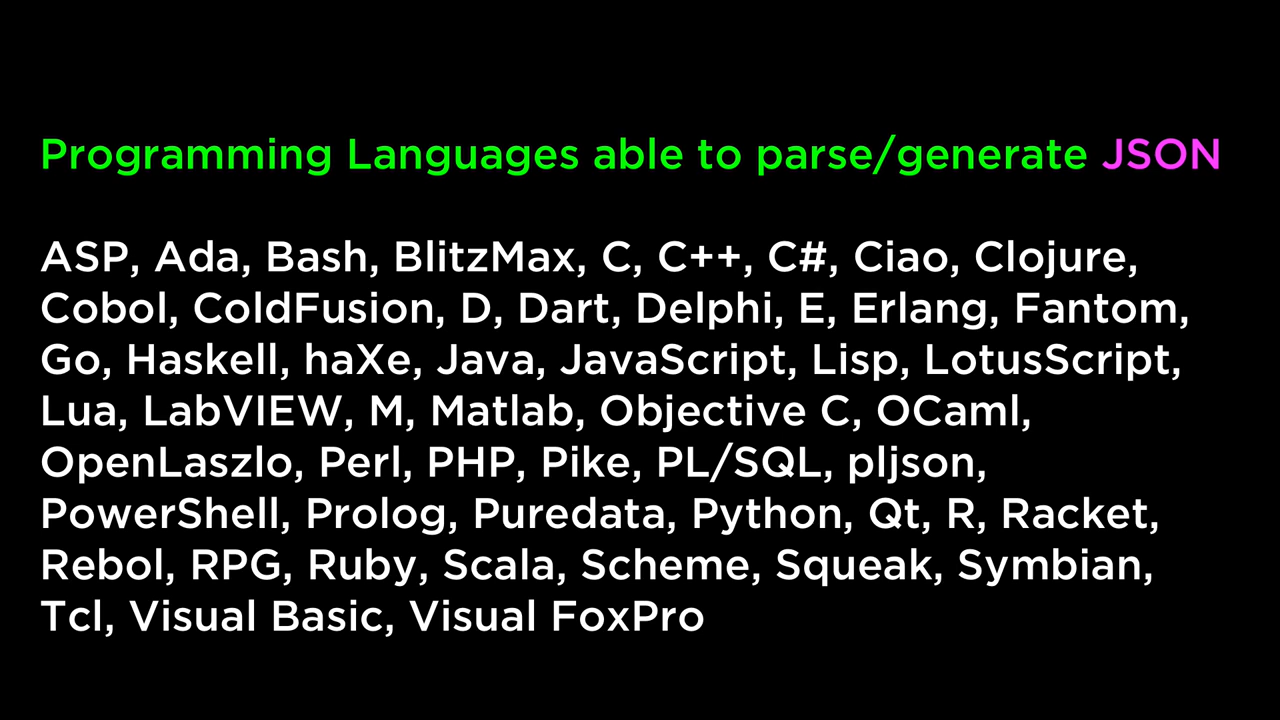 Programming Languages able to parse/generate JSON
ASP, Ada, Bash, BlitzMax, C, C++, C#, Ciao, Clojure,
Cobol, ColdFusion, D, Dart, Delphi, E, Erlang, Fantom,
Go, Haskell, haXe, Java, JavaScript, Lisp, LotusScript,
Lua, LabVIEW, M, Matlab, Objective C, OCaml,
OpenLaszlo, Perl, PHP, Pike, PL/SQL, pljson,
PowerShell, Prolog, Puredata, Python, Qt, R, Racket,
Rebol, RPG, Ruby, Scala, Scheme, Squeak, Symbian,
Tcl, Visual Basic, Visual FoxPro